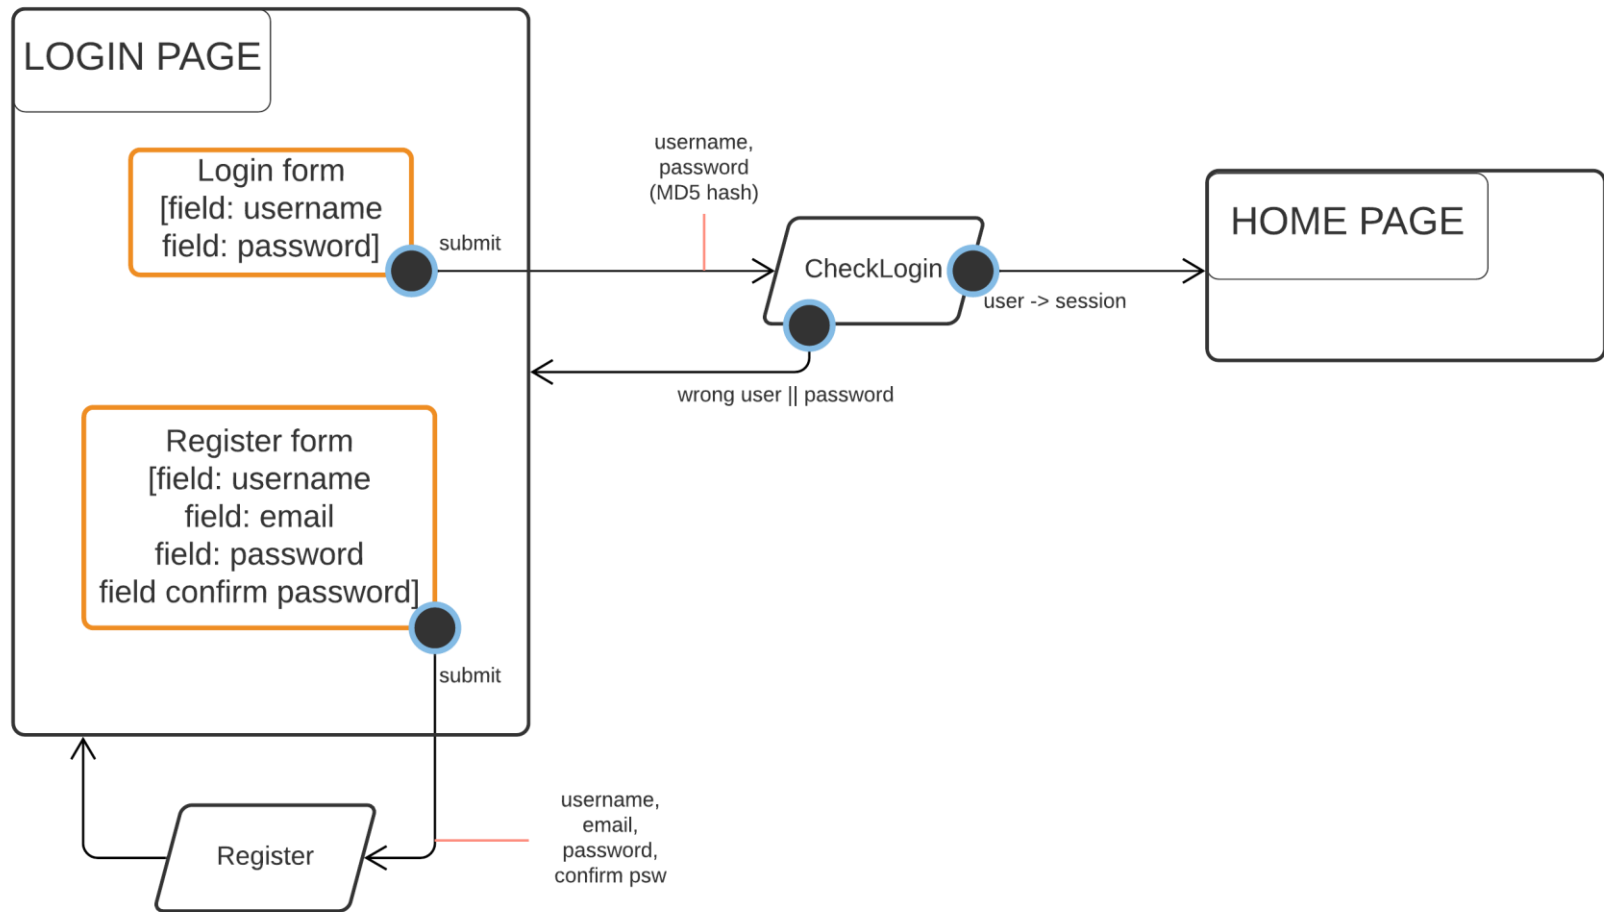 LOGIN PAGE
Login form
[field: username
field: password]
submit
username,
password
(MD5 hash)
CheckLogin
user -> session
HOME PAGE
wrong user || password
Register form
[field: username
field: email
field: password
field confirm password]
submit
Register
username,
email,
password,
confirm psw